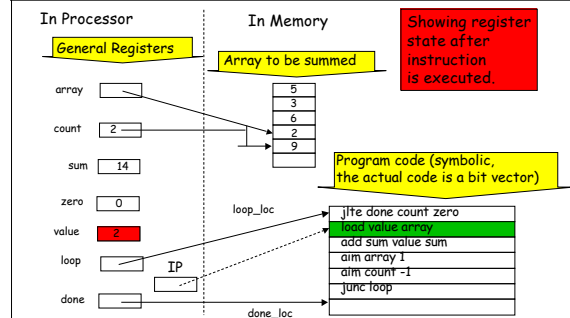 In Processor
In Memory
Showing register
state after
instruction
is executed.
General Registers
Array to be summed
array
5
3
6
2
9
count
2
sum
14
Program code (symbolic,
the actual code is a bit vector)
zero
0
value
2
loop_loc
jlte done count zero
load value array
add sum value sum
aim array 1
aim count -1
junc loop
loop
IP
done
done_loc